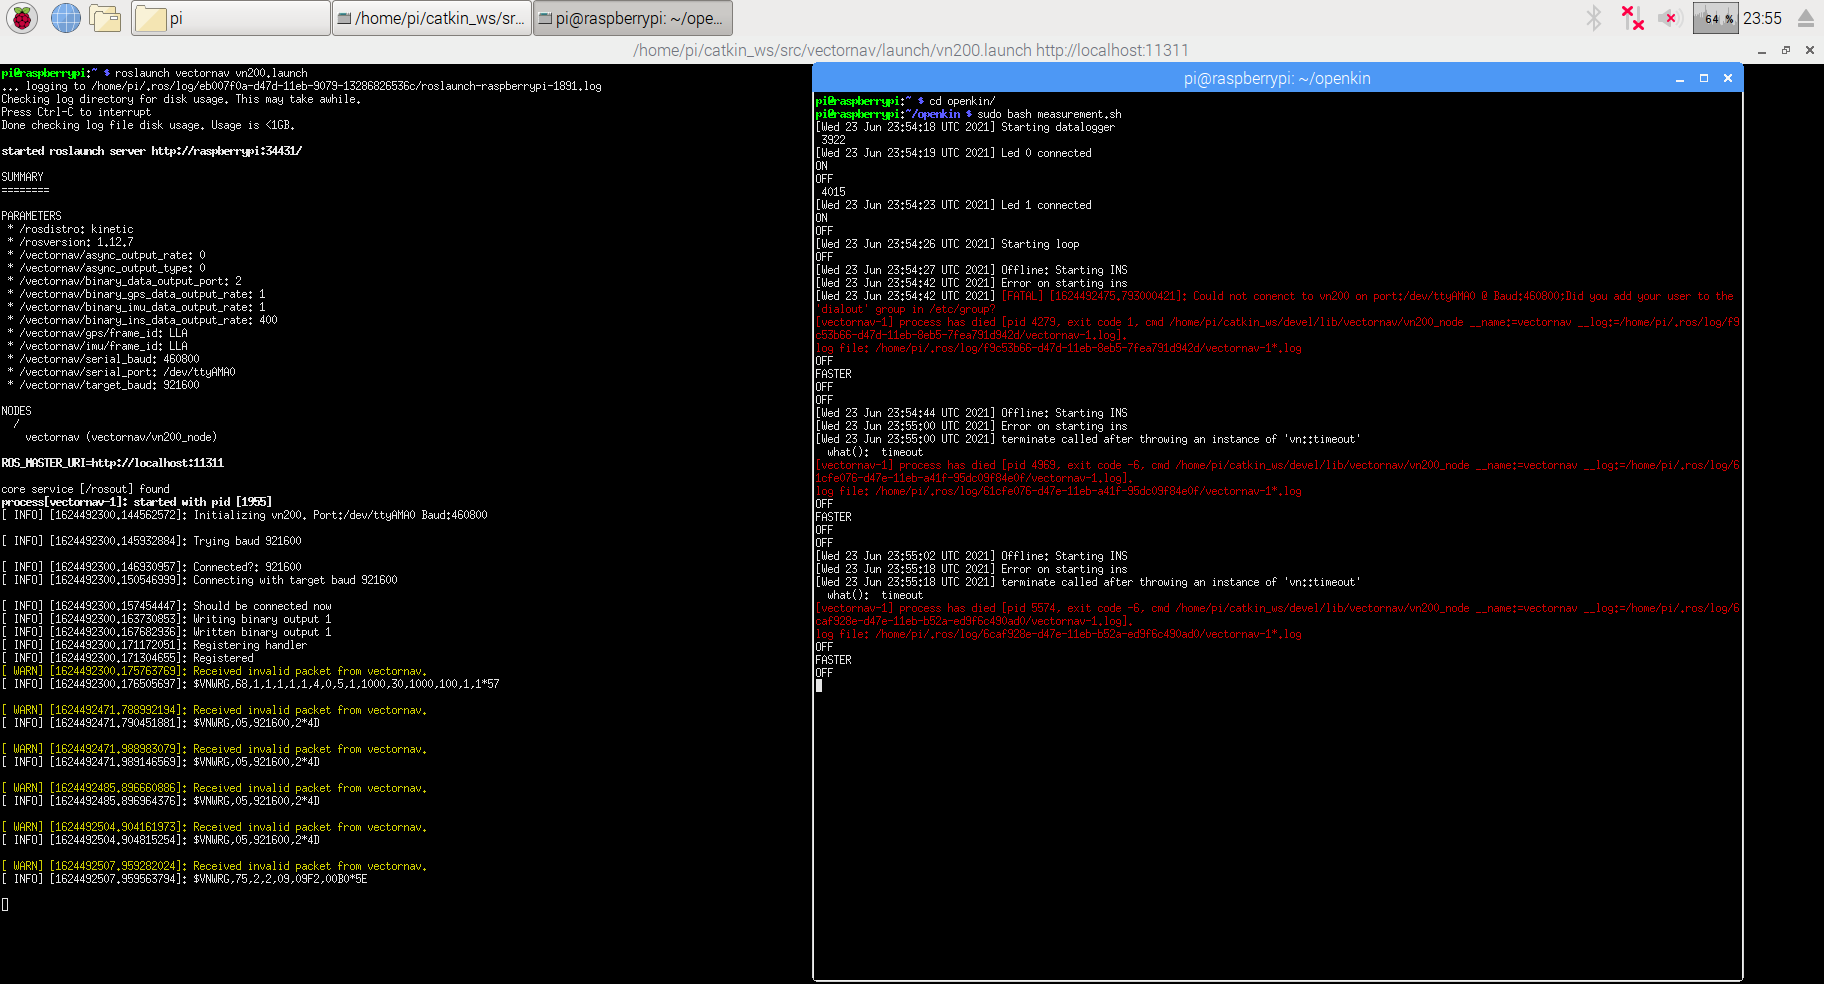 pi
/home/pi/catkin_ws/sr...
pi@raspberrypi: ~/ope...
64 %
23:55
/home/pi/catkin_ws/src/vectornav/launch/vn200.launch http://localhost:11311
pi@raspberrypi:~ $ roslaunch vectornav vn200.launch
... logging to /home/pi/.ros/log/eb007f0a-d47d-11eb-9079-13286826536c/roslaunch-raspberrypi-1891.log
Checking log directory for disk usage. This may take awhile.
Press Ctrl-C to interrupt
Done checking log file disk usage. Usage is <1GB.
started roslaunch server http://raspberrypi:34431/
SUMMARY
========
PARAMETERS
* /rosdistro: kinetic
* /rosversion: 1.12.7
* /vectornav/async_output_rate: 0
* /vectornav/async_output_type: 0
* /vectornav/binary_data_output_port: 2
* /vectornav/binary_gps_data_output_rate: 1
* /vectornav/binary_imu_data_output_rate: 1
* /vectornav/binary_ins_data_output_rate: 400
* /vectornav/gps/frame_id: LLA
* /vectornav/imu/frame_id: LLA
* /vectornav/serial_baud: 460800
* /vectornav/serial_port: /dev/ttyAMA0
* /vectornav/target_baud: 921600
NODES
/
vectornav (vectornav/vn200_node)
ROS_MASTER_URI=http://localhost:11311
core service [/rosout] found
process[vectornav-1]: started with pid [1955]
[ INFO] [1624492300.144562572]: Initializing vn200. Port:/dev/ttyAMA0 Baud:460800
[ INFO] [1624492300.145932884]: Trying baud 921600
[ INFO] [1624492300.146930957]: Connected?: 921600
[ INFO] [1624492300.150546999]: Connecting with target baud 921600
[ INFO] [1624492300.157454447]: Should be connected now
[ INFO] [1624492300.163730853]: Writing binary output 1
[ INFO] [1624492300.167682936]: Written binary output 1
[ INFO] [1624492300.171172051]: Registering handler
[ INFO] [1624492300.171304655]: Registered
[ WARN] [1624492300.175763769]: Received invalid packet from vectornav.
[ INFO] [1624492300.176505697]: $VNWRG,68,1,1,1,1,1,4,0,5,1,1000,30,1000,100,1,1*57
[ WARN] [1624492471.788992194]: Received invalid packet from vectornav.
[ INFO] [1624492471.790451881]: $VNWRG,05,921600,2*4D
[ WARN] [1624492471.988983079]: Received invalid packet from vectornav.
[ INFO] [1624492471.989146569]: $VNWRG,05,921600,2*4D
[ WARN] [1624492485.896660886]: Received invalid packet from vectornav.
[ INFO] [1624492485.896964376]: $VNWRG,05,921600,2*4D
[ WARN] [1624492504.904161973]: Received invalid packet from vectornav.
[ INFO] [1624492504.904815254]: $VNWRG,05,921600,2*4D
[ WARN] [1624492507.959282024]: Received invalid packet from vectornav.
[ INFO] [1624492507.959563794]: $VNWRG,75,2,2,09,09F2,00B0*5E
pi@raspberrypi: ~/openkin
pi@raspberrypi:~ $ cd openkin/
pi@raspberrypi:~/openkin $ sudo bash measurement.sh
[Wed 23 Jun 23:54:18 UTC 2021] Starting datalogger
3922
[Wed 23 Jun 23:54:19 UTC 2021] Led 0 connected
ON
OFF
4015
[Wed 23 Jun 23:54:23 UTC 2021] Led 1 connected
ON
OFF
[Wed 23 Jun 23:54:26 UTC 2021] Starting loop
OFF
[Wed 23 Jun 23:54:27 UTC 2021] Offline: Starting INS
[Wed 23 Jun 23:54:42 UTC 2021] Error on starting ins
[Wed 23 Jun 23:54:42 UTC 2021] [FATAL] [1624492475.793000421]: Could not conenct to vn200 on port:/dev/ttyAMA0 @ Baud:460800;Did you add your user to the
'dialout' group in /etc/group?
[vectornav-1] process has died [pid 4279, exit code 1, cmd /home/pi/catkin_ws/devel/lib/vectornav/vn200_node __name:=vectornav __log:=/home/pi/.ros/log/f9
c53b66-d47d-11eb-8eb5-7fea791d942d/vectornav-1.log].
log file: /home/pi/.ros/log/f9c53b66-d47d-11eb-8eb5-7fea791d942d/vectornav-1*.log
OFF
FASTER
OFF
OFF
[Wed 23 Jun 23:54:44 UTC 2021] Offline: Starting INS
[Wed 23 Jun 23:55:00 UTC 2021] Error on starting ins
[Wed 23 Jun 23:55:00 UTC 2021] terminate called after throwing an instance of 'vn::timeout'
what():  timeout
[vectornav-1] process has died [pid 4969, exit code -6, cmd /home/pi/catkin_ws/devel/lib/vectornav/vn200_node __name:=vectornav __log:=/home/pi/.ros/log/6
1cfe076-d47e-11eb-a41f-95dc09f84e0f/vectornav-1.log].
log file: /home/pi/.ros/log/61cfe076-d47e-11eb-a41f-95dc09f84e0f/vectornav-1*.log
OFF
FASTER
OFF
OFF
[Wed 23 Jun 23:55:02 UTC 2021] Offline: Starting INS
[Wed 23 Jun 23:55:18 UTC 2021] Error on starting ins
[Wed 23 Jun 23:55:18 UTC 2021] terminate called after throwing an instance of 'vn::timeout'
what():  timeout
[vectornav-1] process has died [pid 5574, exit code -6, cmd /home/pi/catkin_ws/devel/lib/vectornav/vn200_node __name:=vectornav __log:=/home/pi/.ros/log/6
caf928e-d47e-11eb-b52a-ed9f6c490ad0/vectornav-1.log].
log file: /home/pi/.ros/log/6caf928e-d47e-11eb-b52a-ed9f6c490ad0/vectornav-1*.log
OFF
FASTER
OFF